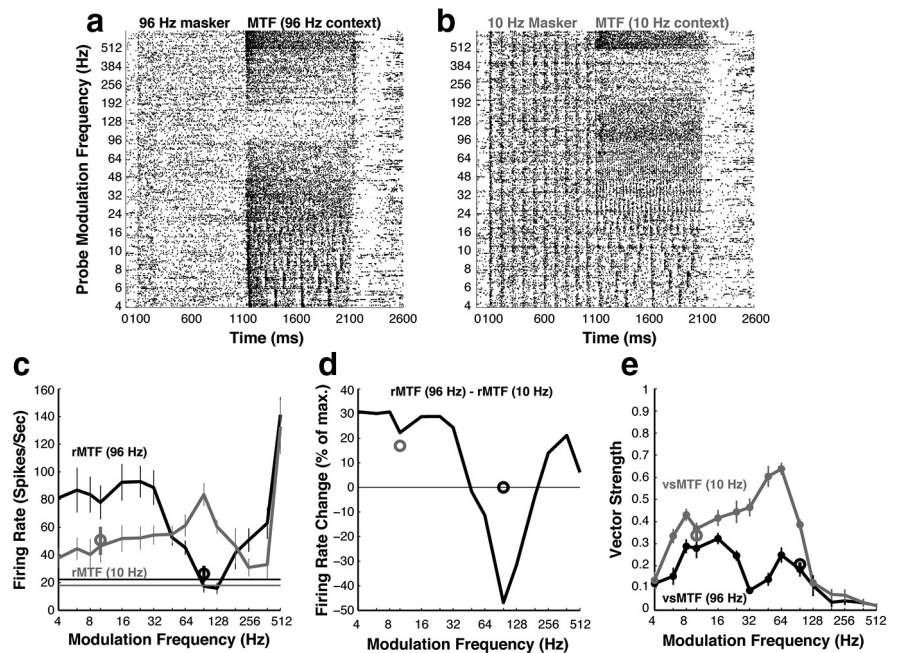 a
96 Hz masker MTF (96 Hz context)
Probe Modulation Frequency (Hz)
512
384
256
192
128
96
64
48
32
24
16
10
8
6
4
0 100 600 1100 1600 2100 2600
Time (ms)
b
10 Hz Masker MTF (10 Hz context)
512
384
256
192
128
96
64
48
32
24
16
10
8
6
4
0 100 600 1100 1600 2100 2600
Time (ms)
c
Firing Rate (Spikes/Sec)
160
140
120
100
80
60
40
20
0
rMTF (96 Hz)
rMTF (10 Hz)
4 8 16 32 64 128 256 512
Modulation Frequency (Hz)
d
rMTF (96 Hz) - rMTF (10 Hz)
Firing Rate Change (% of max.)
40
30
20
10
0
−10
−20
−30
−40
−50
4 8 16 32 64 128 256 512
Modulation Frequency (Hz)
e
Vector Strength
1
0.9
0.8
0.7
0.6
0.5
0.4
0.3
0.2
0.1
0
vsMTF (10 Hz)
vsMTF (96 Hz)
4 8 16 32 64 128 256 512
Modulation Frequency (Hz)